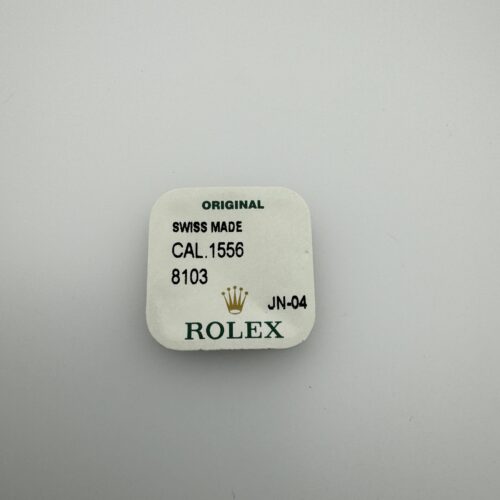 ORIGINAL
SWISS MADE
CAL.1556
8103
JN-04
ROLEX